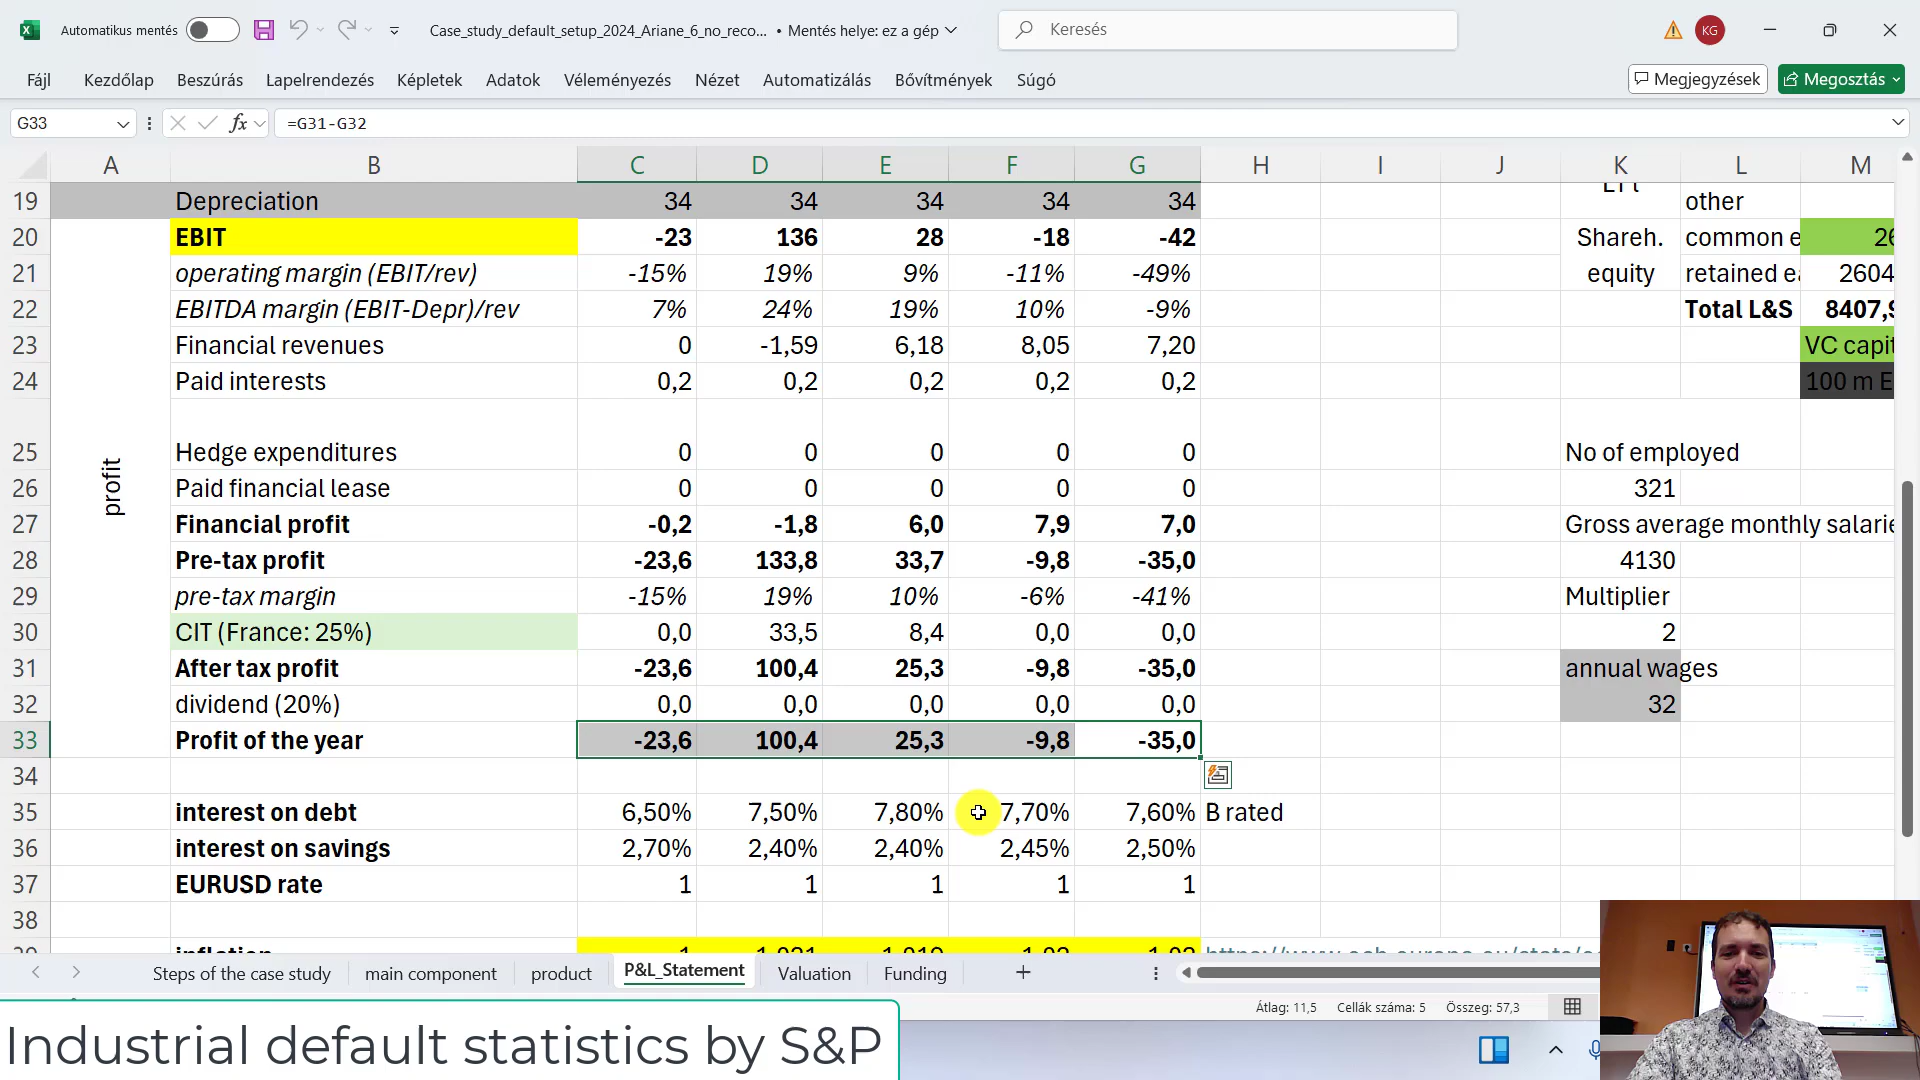 Automatikus mentés Case_study_default_setup_2024_Ariane_6_no_reco... • Mentés helye: ez a gép Keresés KG
Fájl Kezdőlap Beszúrás Lapelrendezés Képletek Adatok Véleményezés Nézet Automatizálás Bővítmények Súgó Megjegyzések Megosztás
G33 fx =G31-G32
A B C D E F G H I J K L M
19 Depreciation 34 34 34 34 34 other
20 EBIT -23 136 28 -18 -42 Shareh. common e 26
21 operating margin (EBIT/rev) -15% 19% 9% -11% -49% equity retained ea 2604
22 EBITDA margin (EBIT-Depr)/rev 7% 24% 19% 10% -9% Total L&S 8407,9
23 Financial revenues 0 -1,59 6,18 8,05 7,20 VC capit
24 Paid interests 0,2 0,2 0,2 0,2 0,2 100 m E
25 Hedge expenditures 0 0 0 0 0 No of employed
26 Paid financial lease 0 0 0 0 0 321
27 Financial profit -0,2 -1,8 6,0 7,9 7,0 Gross average monthly salarie
28 Pre-tax profit -23,6 133,8 33,7 -9,8 -35,0 4130
29 pre-tax margin -15% 19% 10% -6% -41% Multiplier
30 CIT (France: 25%) 0,0 33,5 8,4 0,0 0,0 2
31 After tax profit -23,6 100,4 25,3 -9,8 -35,0 annual wages
32 dividend (20%) 0,0 0,0 0,0 0,0 0,0 32
33 Profit of the year -23,6 100,4 25,3 -9,8 -35,0
profit
34
35 interest on debt 6,50% 7,50% 7,80% 7,70% 7,60% B rated
36 interest on savings 2,70% 2,40% 2,40% 2,45% 2,50%
37 EURUSD rate 1 1 1 1 1
38
Steps of the case study main component product P&L_Statement Valuation Funding
Átlag: 11,5 Cellák száma: 5 Összeg: 57,3
Industrial default statistics by S&P